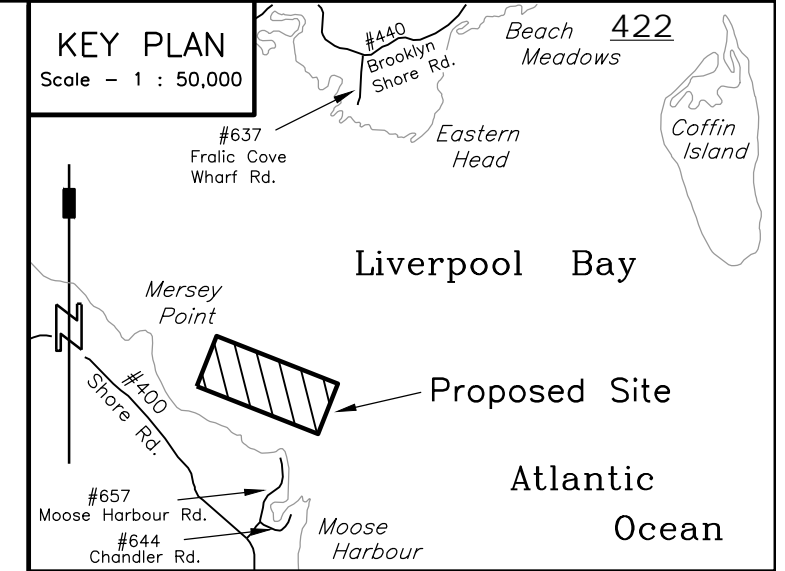 KEY PLAN
Scale - 1 : 50,000
#440
Brooklyn
Shore Rd.
Beach
Meadows
422
#637
Fralic Cove
Wharf Rd.
Eastern
Head
Coffin
Island
Liverpool Bay
Mersey
Point
N
#400
Shore Rd.
Proposed Site
#657
Moose Harbour Rd.
#644
Chandler Rd.
Moose
Harbour
Atlantic
Ocean